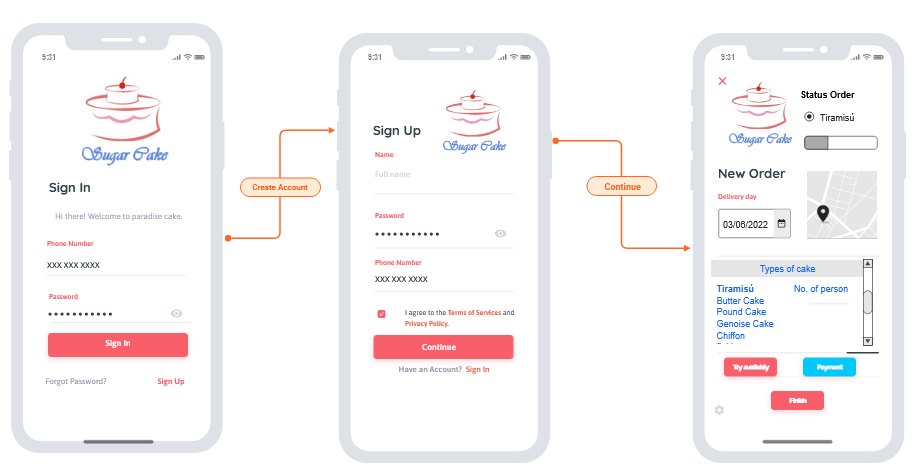 9:31
Sugar Cake
Sign In
Hi there! Welcome to paradise cake.
Phone Number
XXX XXX XXXX
Password
Sign In
Forgot Password? Sign Up
Create Account
9:31
Sugar Cake
Sign Up
Name
Full name
Password
Phone Number
XXX XXX XXXX
I agree to the Terms of Services and
Privacy Policy.
Continue
Have an Account? Sign In
Continue
9:31
Status Order
Tiramisú
Sugar Cake
New Order
Delivery day
03/06/2022
Types of cake
Tiramisú No. of person
Butter Cake
Pound Cake
Genoise Cake
Chiffon
Payment
Finish